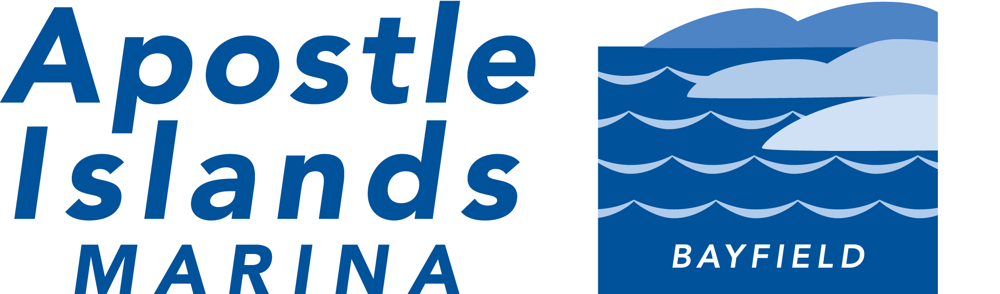 Apostle
Islands
MARINA
BAYFIELD